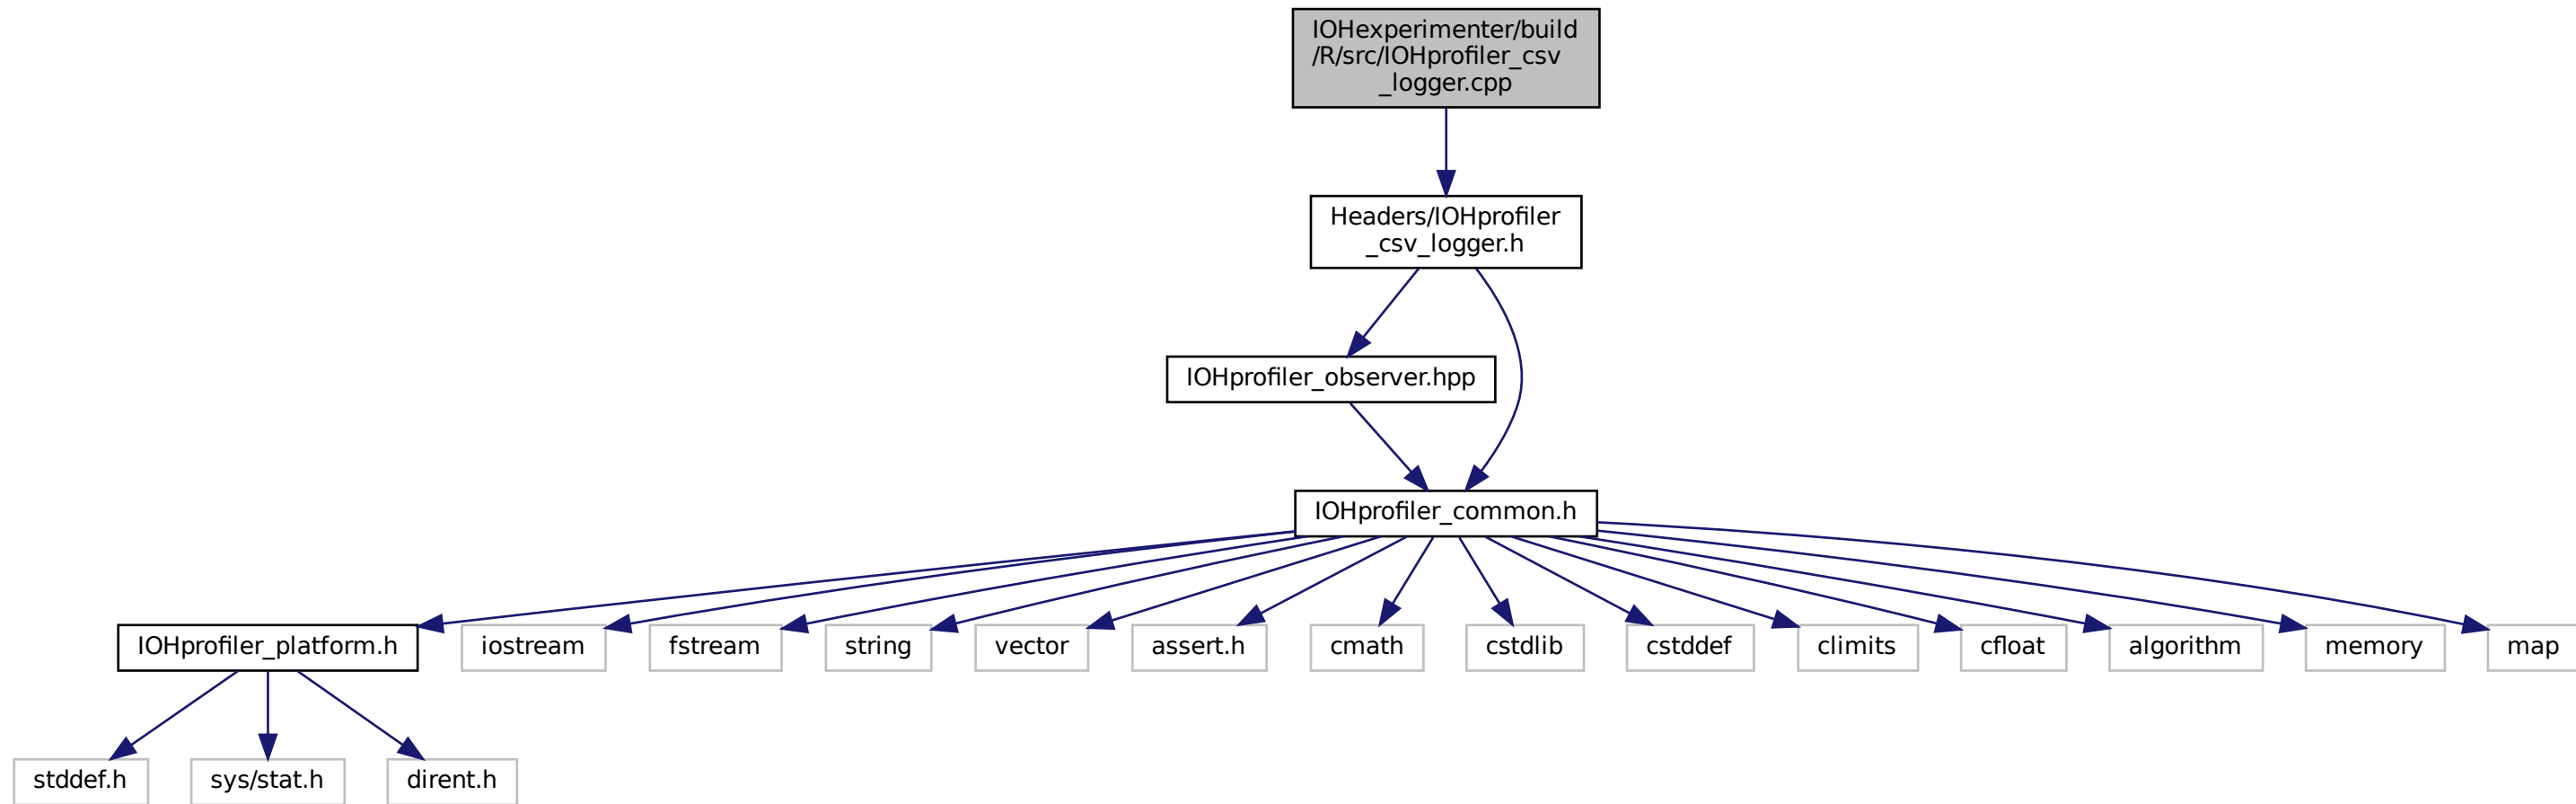 IOHexperimenter/build
/R/src/IOHprofiler_csv
_logger.cpp
Headers/IOHprofiler
_csv_logger.h
IOHprofiler_observer.hpp
IOHprofiler_common.h
IOHprofiler_platform.h
iostream
fstream
string
vector
assert.h
cmath
cstdlib
cstddef
climits
cfloat
algorithm
memory
map
stddef.h
sys/stat.h
dirent.h